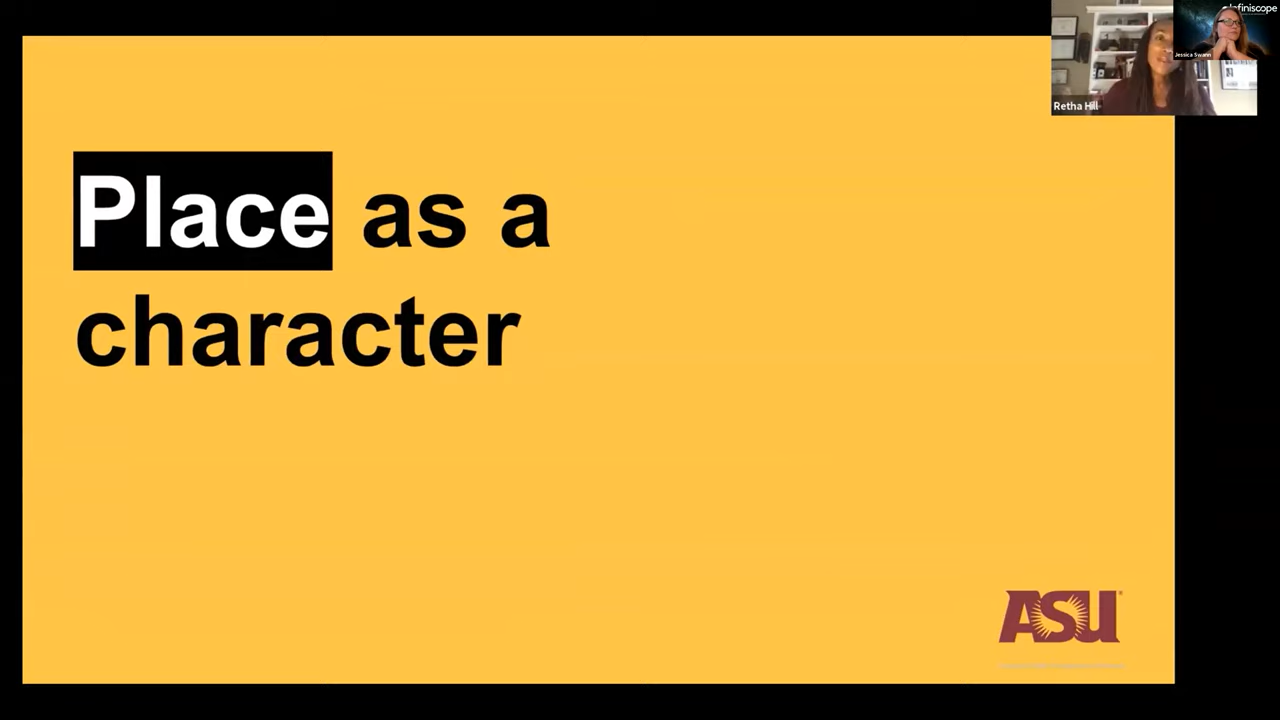 Place as a
character
Retha Hill
Jessica Swann
ASU